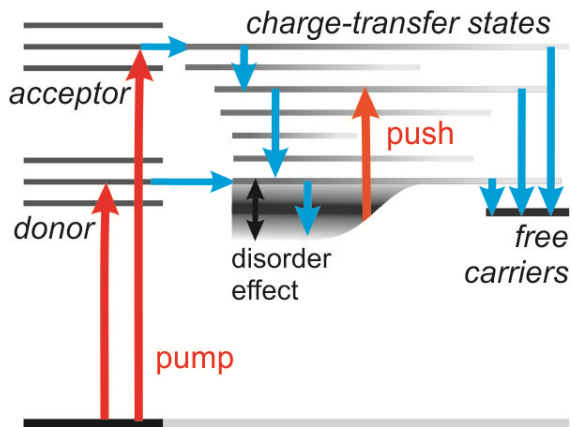 charge-transfer states
acceptor
push
donor
disorder
effect
free
carriers
pump